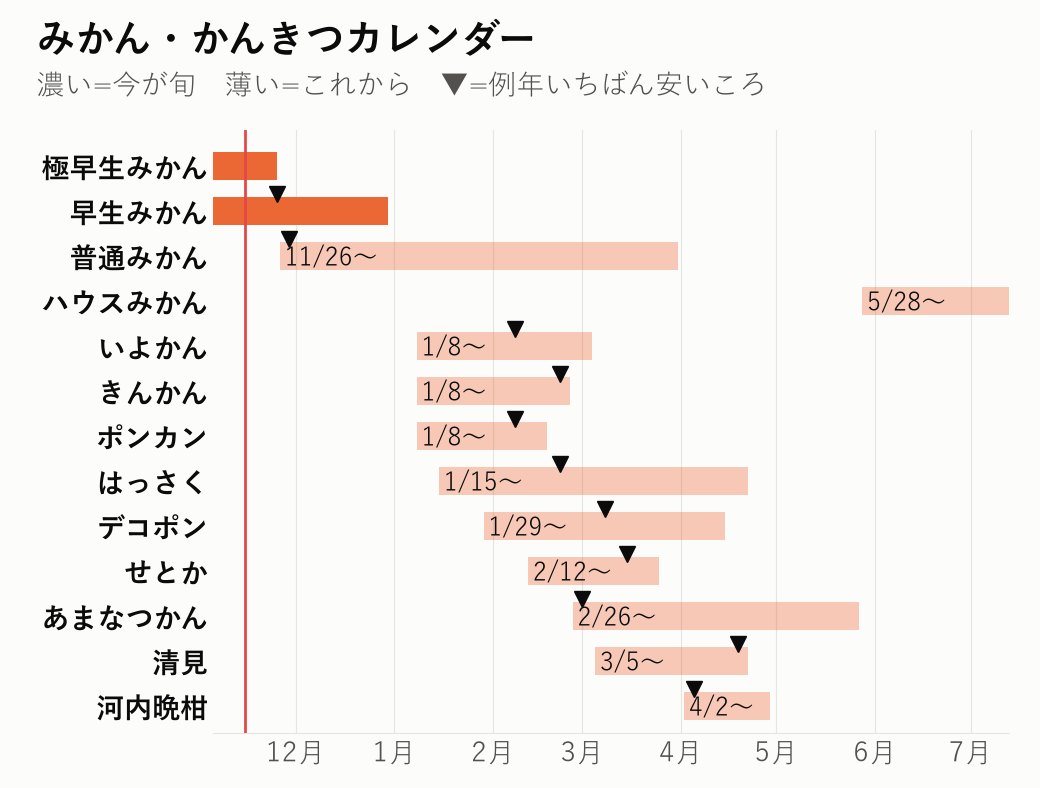 みかん・かんきつカレンダー
濃い=今が旬　薄い=これから　▼=例年いちばん安いころ
極早生みかん
早生みかん
普通みかん 11/26〜
ハウスみかん 5/28〜
いよかん 1/8〜
きんかん 1/8〜
ポンカン 1/8〜
はっさく 1/15〜
デコポン 1/29〜
せとか 2/12〜
あまなつかん 2/26〜
清見 3/5〜
河内晩柑 4/2〜
12月 1月 2月 3月 4月 5月 6月 7月